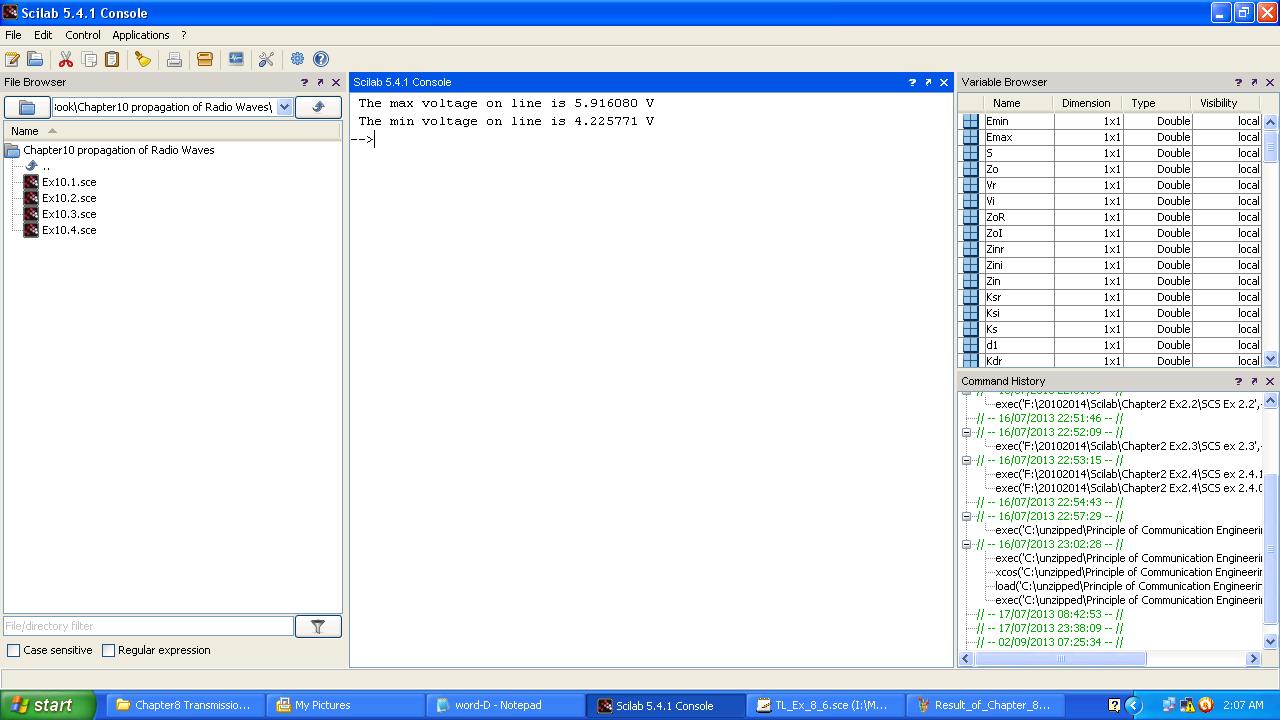 Scilab 5.4.1 Console
File Edit Control Applications ?
File Browser
ook\Chapter10 propagation of Radio Waves\
Name
Chapter10 propagation of Radio Waves
..
Ex10.1.sce
Ex10.2.sce
Ex10.3.sce
Ex10.4.sce
File/directory filter
Case sensitive Regular expression
Scilab 5.4.1 Console
The max voltage on line is 5.916080 V
The min voltage on line is 4.225771 V
-->
Variable Browser
Name Dimension Type Visibility
Emin 1x1 Double local
Emax 1x1 Double local
S 1x1 Double local
Zo 1x1 Double local
Vr 1x1 Double local
Vi 1x1 Double local
ZoR 1x1 Double local
ZoI 1x1 Double local
Zinr 1x1 Double local
Zini 1x1 Double local
Zin 1x1 Double local
Ksr 1x1 Double local
Ksi 1x1 Double local
Ks 1x1 Double local
d1 1x1 Double local
Kdr 1x1 Double local
Command History
exec('F:\20102014\Scilab\Chapter2 Ex2.2\SCS Ex 2.2',
// -- 16/07/2013 22:51:46 -- //
// -- 16/07/2013 22:52:09 -- //
exec('F:\20102014\Scilab\Chapter2 Ex2.3\SCS ex 2.3',
// -- 16/07/2013 22:53:15 -- //
exec('F:\20102014\Scilab\Chapter2 Ex2.4\SCS ex 2.4.1
exec('F:\20102014\Scilab\Chapter2 Ex2.4\SCS ex 2.4.0
// -- 16/07/2013 22:54:43 -- //
// -- 16/07/2013 22:57:29 -- //
exec('C:\unzipped\Principle of Communication Engineeri
// -- 16/07/2013 23:02:28 -- //
exec('C:\unzipped\Principle of Communication Engineeri
xcos('C:\unzipped\Principle of Communication Engineeri
load('C:\unzipped\Principle of Communication Engineeri
exec('C:\unzipped\Principle of Communication Engineeri
// -- 17/07/2013 08:42:53 -- //
// -- 17/07/2013 23:38:09 -- //
// -- 02/09/2013 07:25:34 -- //
start Chapter8 Transmissio... My Pictures word-D - Notepad Scilab 5.4.1 Console TL_Ex_8_6.sce (I:\M... Result_of_Chapter_8... 2:07 AM